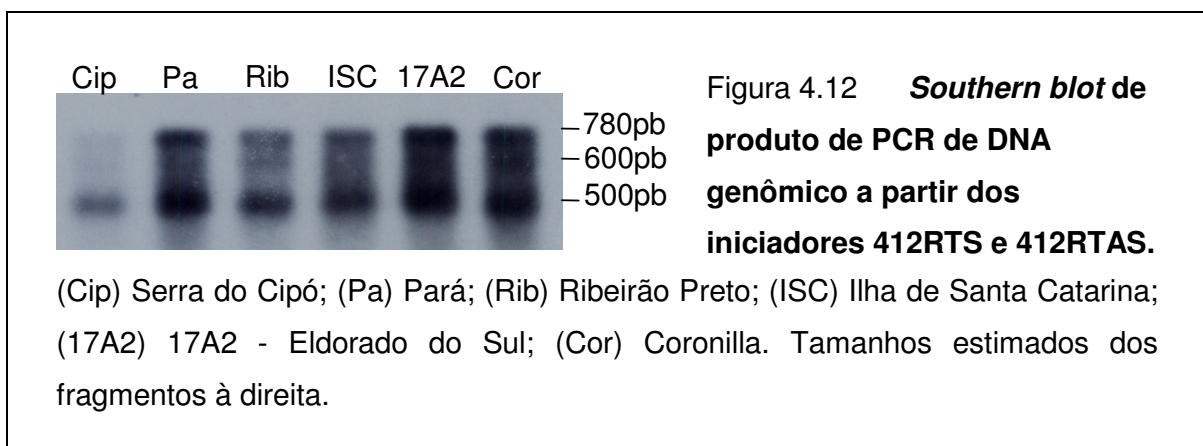 Cip Pa Rib ISC 17A2 Cor
780pb
600pb
500pb
Figura 4.12 Southern blot de
produto de PCR de DNA
genômico a partir dos
iniciadores 412RTS e 412RTAS.
(Cip) Serra do Cipó; (Pa) Pará; (Rib) Ribeirão Preto; (ISC) Ilha de Santa Catarina;
(17A2) 17A2 - Eldorado do Sul; (Cor) Coronilla. Tamanhos estimados dos
fragmentos à direita.